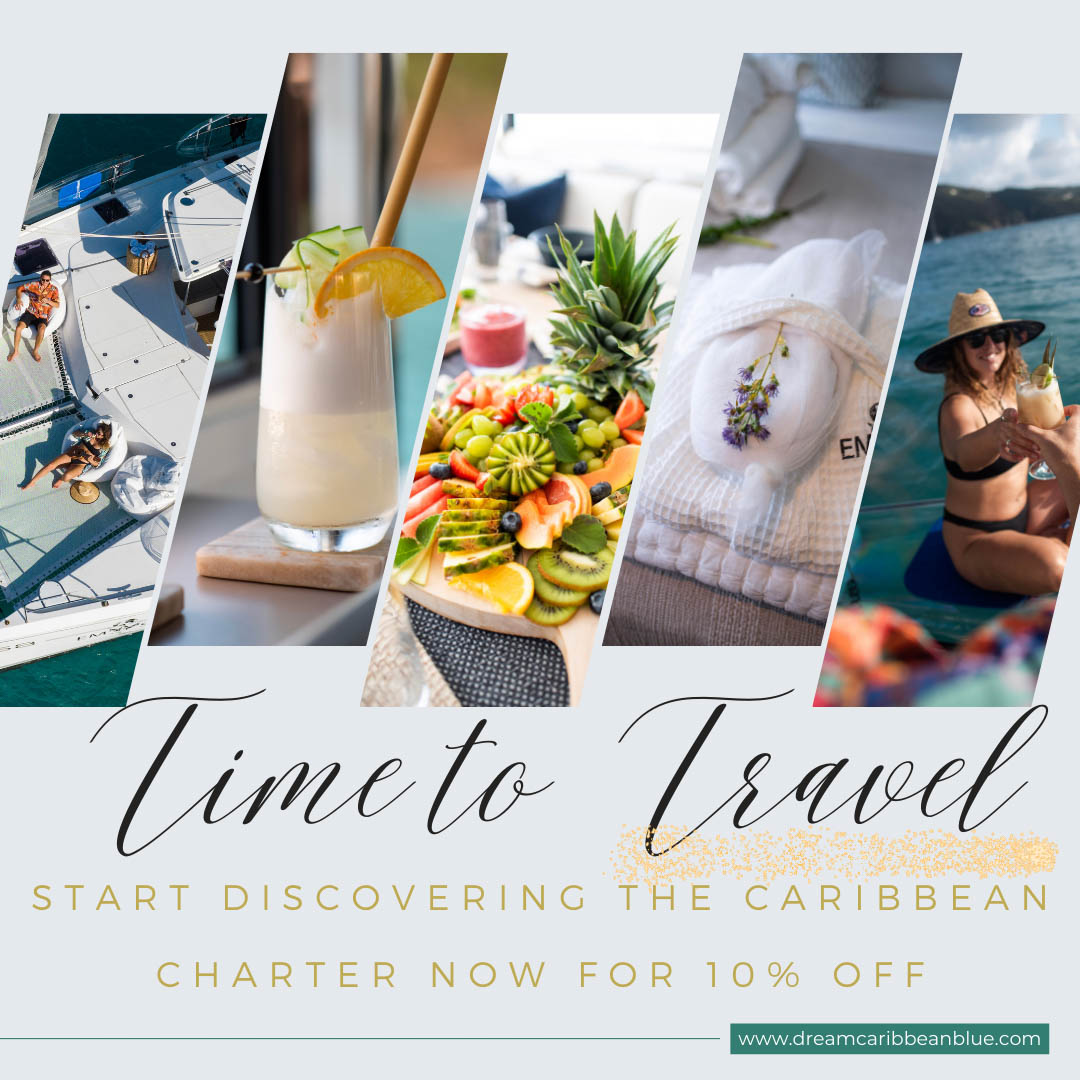 Time to Travel
START DISCOVERING THE CARIBBEAN
CHARTER NOW FOR 10% OFF
www.dreamcaribbeanblue.com